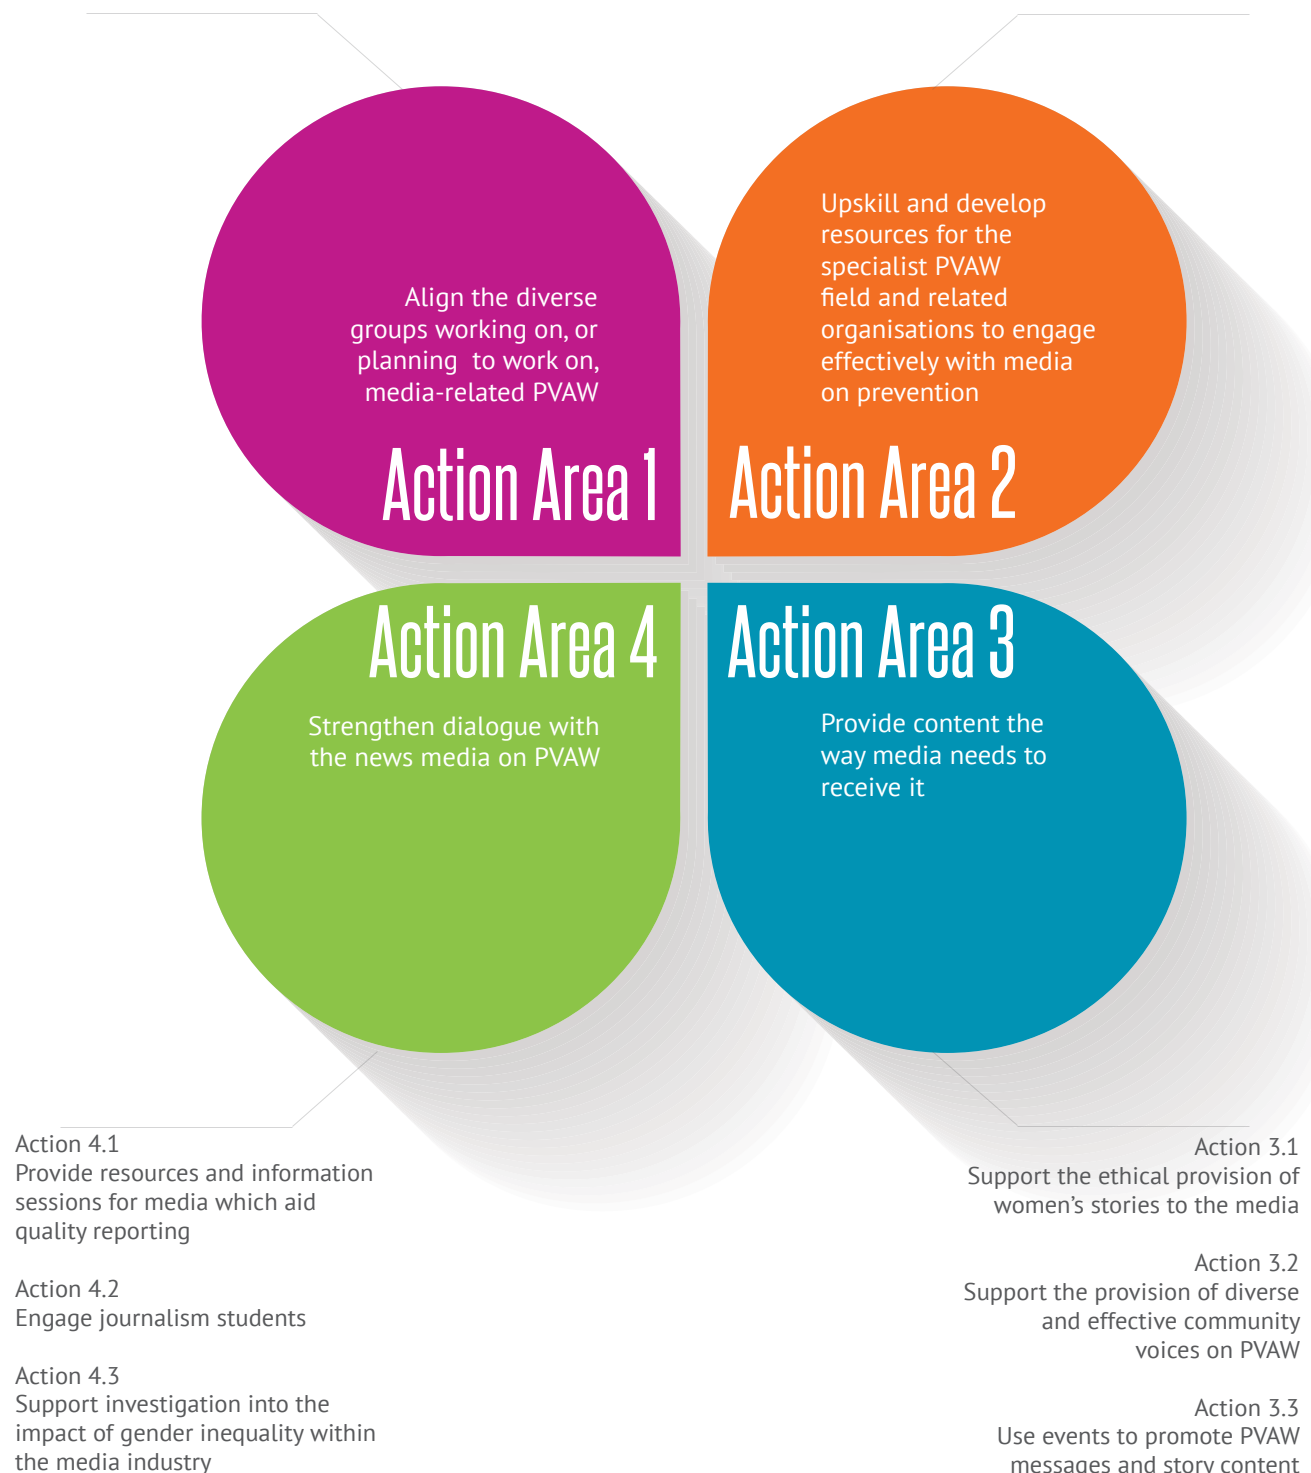 Align the diverse
groups working on, or
planning to work on,
media-related PVAW
Action Area 1
Upskill and develop
resources for the
specialist PVAW
field and related
organisations to engage
effectively with media
on prevention
Action Area 2
Action Area 4
Strengthen dialogue with
the news media on PVAW
Action Area 3
Provide content the
way media needs to
receive it
Action 4.1
Provide resources and information
sessions for media which aid
quality reporting
Action 4.2
Engage journalism students
Action 4.3
Support investigation into the
impact of gender inequality within
the media industry
Action 3.1
Support the ethical provision of
women’s stories to the media
Action 3.2
Support the provision of diverse
and effective community
voices on PVAW
Action 3.3
Use events to promote PVAW
messages and story content